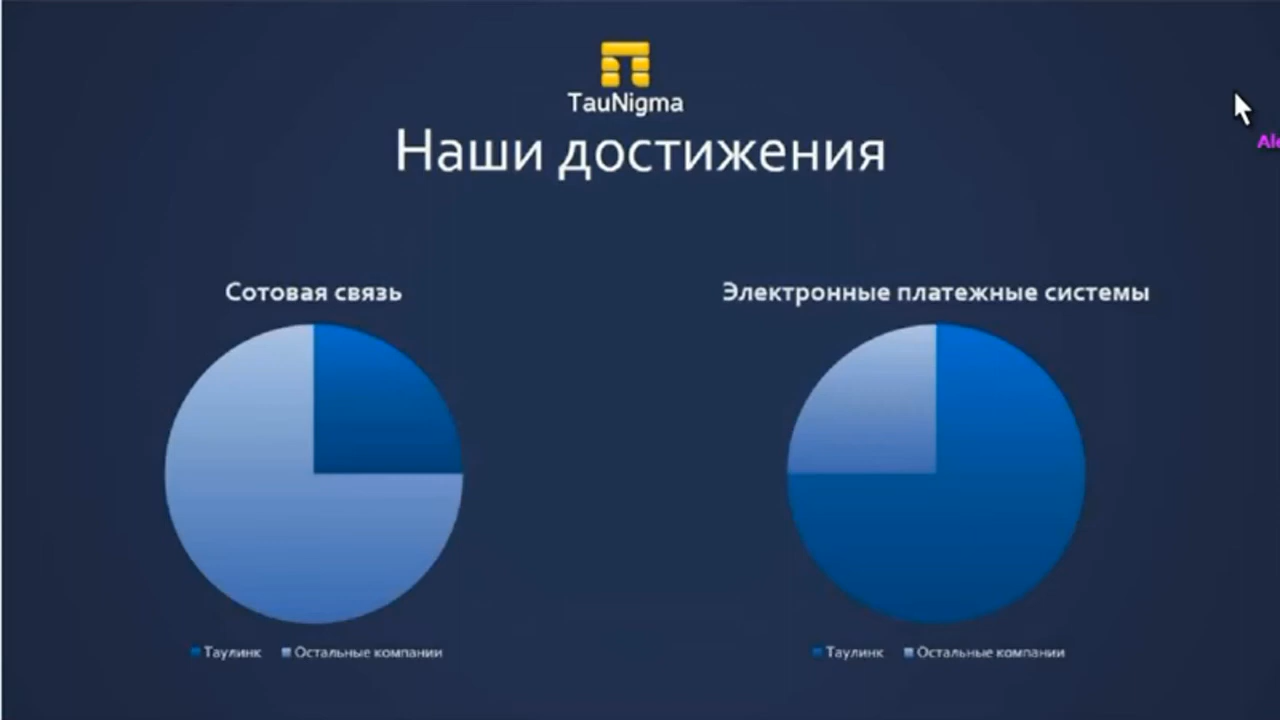 TauNigma
Наши достижения
Сотовая связь
Электронные платежные системы
Таулинк
Остальные компании
Таулинк
Остальные компании